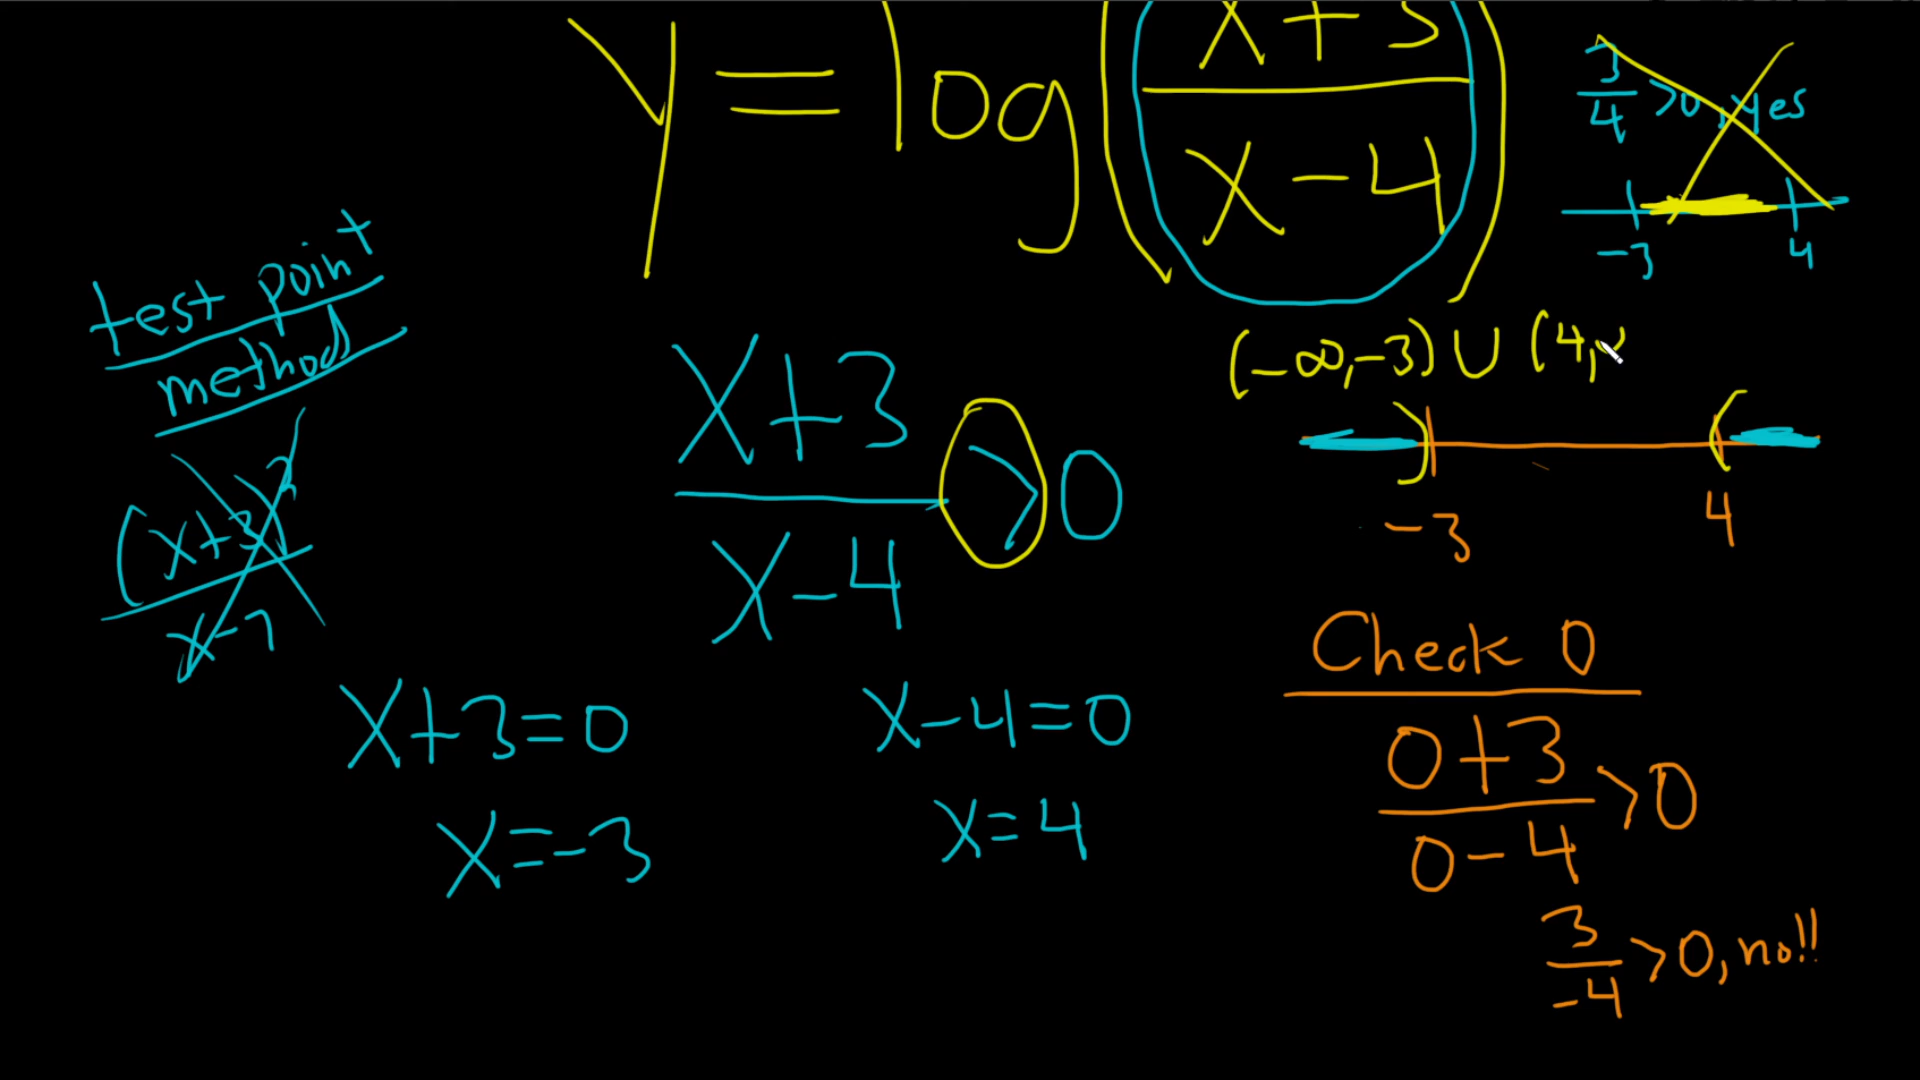 y = log( (x+3)/(x-4) )
3/4 >0, yes
-3 4
test point
method
(x+3)²/(x-7)
(x+3)/(x-4) > 0
(-∞,-3) ∪ (4,
-3 4
x+3=0
x=-3
x-4=0
x=4
Check 0
(0+3)/(0-4) >0
3/-4 >0, no!!